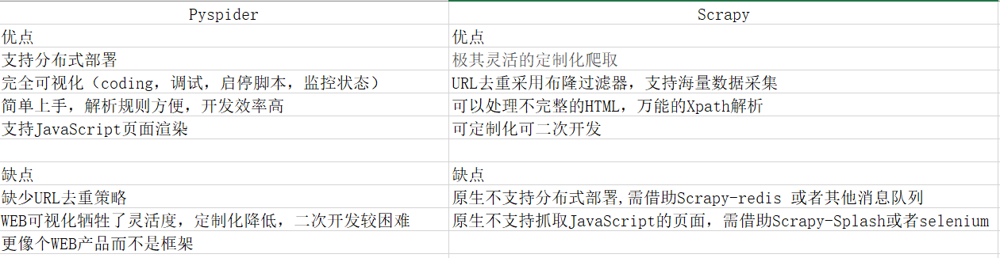 Pyspider
Scrapy
优点
优点
支持分布式部署
极其灵活的定制化爬取
完全可视化（coding，调试，启停脚本，监控状态）
URL去重采用布隆过滤器，支持海量数据采集
简单上手，解析规则方便，开发效率高
可以处理不完整的HTML，万能的Xpath解析
支持JavaScript页面渲染
可定制化可二次开发
缺点
缺点
缺少URL去重策略
原生不支持分布式部署,需借助Scrapy-redis 或者其他消息队列
WEB可视化牺牲了灵活度，定制化降低，二次开发较困难
原生不支持抓取JavaScript的页面，需借助Scrapy-Splash或者selenium
更像个WEB产品而不是框架